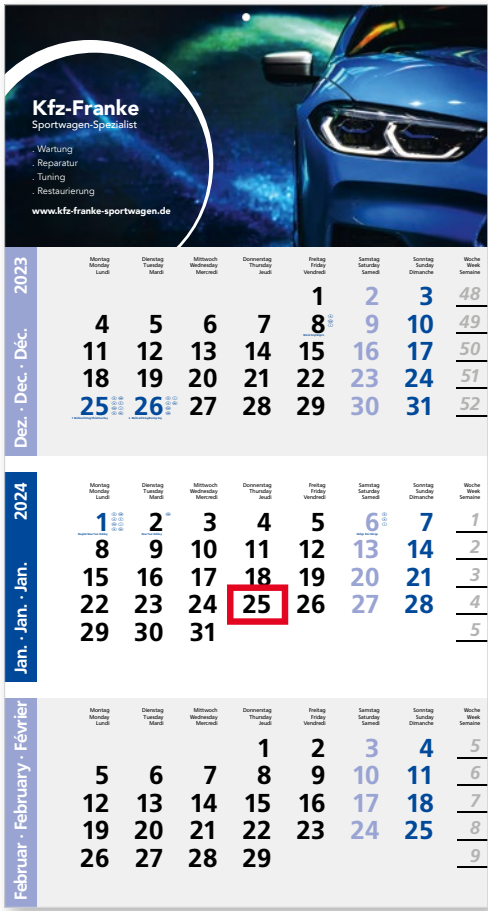 Kfz-Franke
Sportwagen-Spezialist
. Wartung
. Reparatur
. Tuning
. Restaurierung
www.kfz-franke-sportwagen.de
Dez. · Dec. · Déc. 2023
Montag Dienstag Mittwoch Donnerstag Freitag Samstag Sonntag Woche
Monday Tuesday Wednesday Thursday Friday Saturday Sunday Week
Lundi Mardi Mercredi Jeudi Vendredi Samedi Dimanche Semaine
1 2 3 48
4 5 6 7 8 9 10 49
11 12 13 14 15 16 17 50
18 19 20 21 22 23 24 51
25 26 27 28 29 30 31 52
Jan. · Jan. · Jan. 2024
Montag Dienstag Mittwoch Donnerstag Freitag Samstag Sonntag Woche
Monday Tuesday Wednesday Thursday Friday Saturday Sunday Week
Lundi Mardi Mercredi Jeudi Vendredi Samedi Dimanche Semaine
1 2 3 4 5 6 7 1
8 9 10 11 12 13 14 2
15 16 17 18 19 20 21 3
22 23 24 25 26 27 28 4
29 30 31 5
Februar · February · Février
Montag Dienstag Mittwoch Donnerstag Freitag Samstag Sonntag Woche
Monday Tuesday Wednesday Thursday Friday Saturday Sunday Week
Lundi Mardi Mercredi Jeudi Vendredi Samedi Dimanche Semaine
1 2 3 4 5
5 6 7 8 9 10 11 6
12 13 14 15 16 17 18 7
19 20 21 22 23 24 25 8
26 27 28 29 9